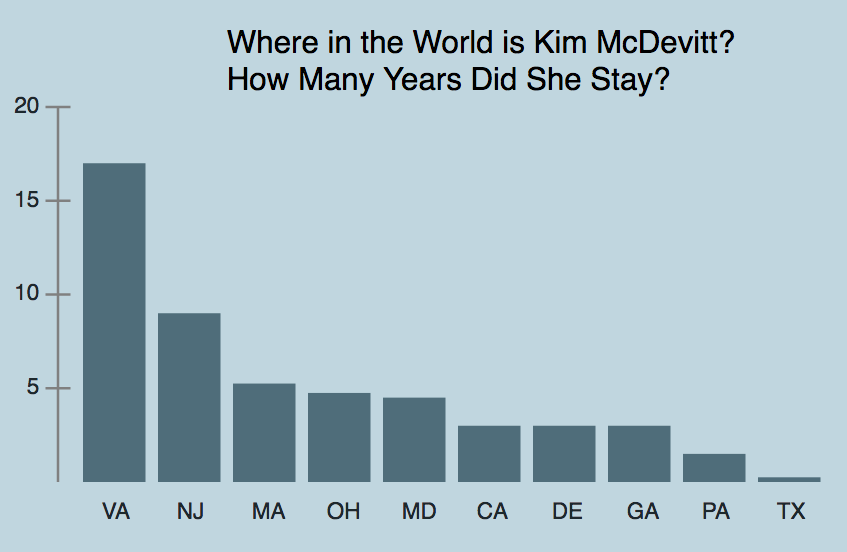 Where in the World is Kim McDevitt?
How Many Years Did She Stay?
20
15
10
5
VA NJ MA OH MD CA DE GA PA TX